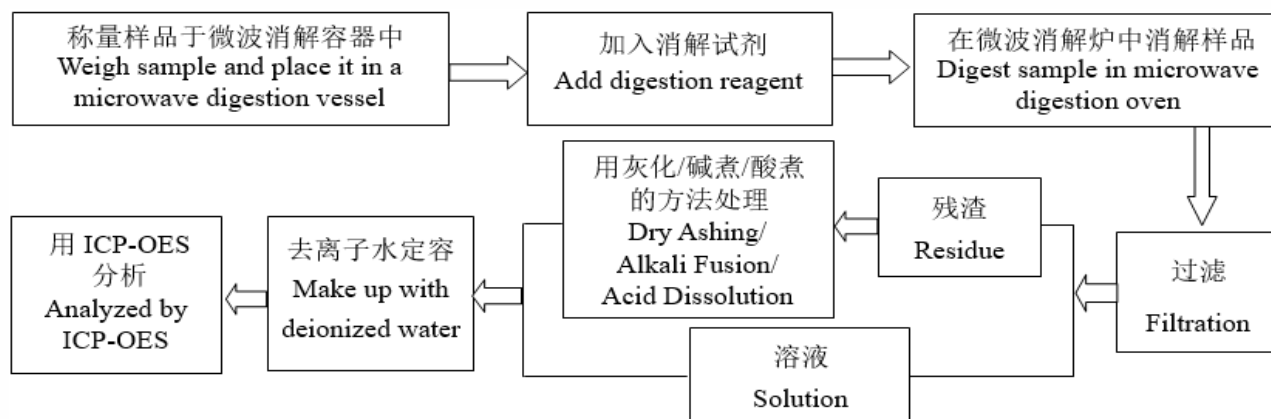 称量样品于微波消解容器中
Weigh sample and place it in a
microwave digestion vessel
加入消解试剂
Add digestion reagent
在微波消解炉中消解样品
Digest sample in microwave
digestion oven
过滤
Filtration
残渣
Residue
用灰化/碱煮/酸煮
的方法处理
Dry Ashing/
Alkali Fusion/
Acid Dissolution
溶液
Solution
去离子水定容
Make up with
deionized water
用 ICP-OES
分析
Analyzed by
ICP-OES